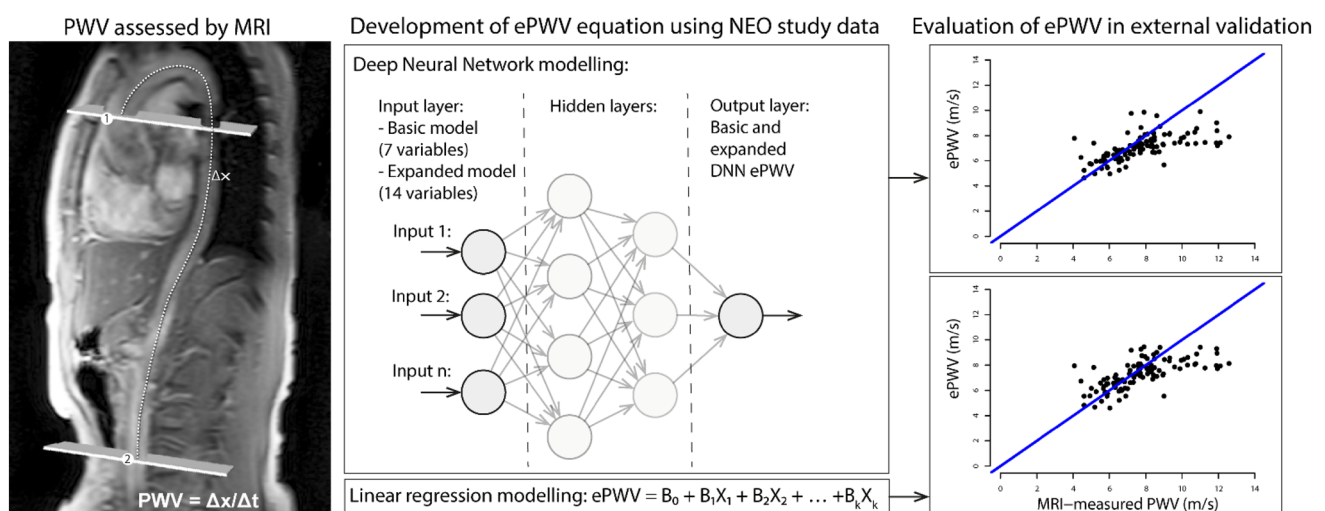 PWV assessed by MRI
1
Δx
2
PWV = Δx/Δt
Development of ePWV equation using NEO study data
Deep Neural Network modelling:
Input layer:
- Basic model
(7 variables)
- Expanded model
(14 variables)
Hidden layers:
Output layer:
Basic and
expanded
DNN ePWV
Input 1:
Input 2:
Input n:
Linear regression modelling: ePWV = B₀ + B₁X₁ + B₂X₂ + … +BₖXₖ
Evaluation of ePWV in external validation
ePWV (m/s)
14
12
10
8
6
4
2
0
0 2 4 6 8 10 12 14
ePWV (m/s)
14
12
10
8
6
4
2
0
0 2 4 6 8 10 12 14
MRI−measured PWV (m/s)